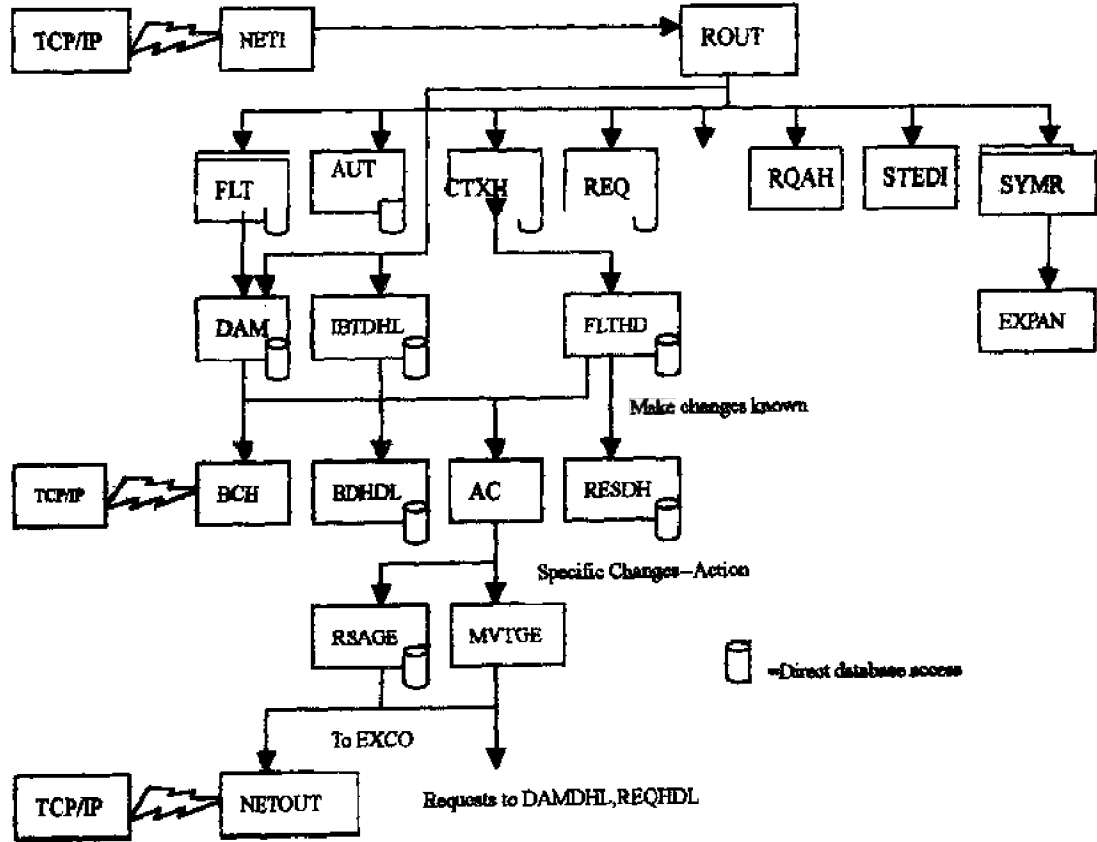 TCP/IP
NETI
ROUT
FLT
AUT
CTXH
REQ
RQAH
STEDI
SYMR
DAM
IBTDHL
FLTHD
EXPAN
Make changes known
TCP/IP
BCH
BDHDL
AC
RESDH
Specific Changes–Action
RSAGE
MVTGE
=Direct database access
To EXCO
TCP/IP
NETOUT
Requests to DAMDHL,REQHDL